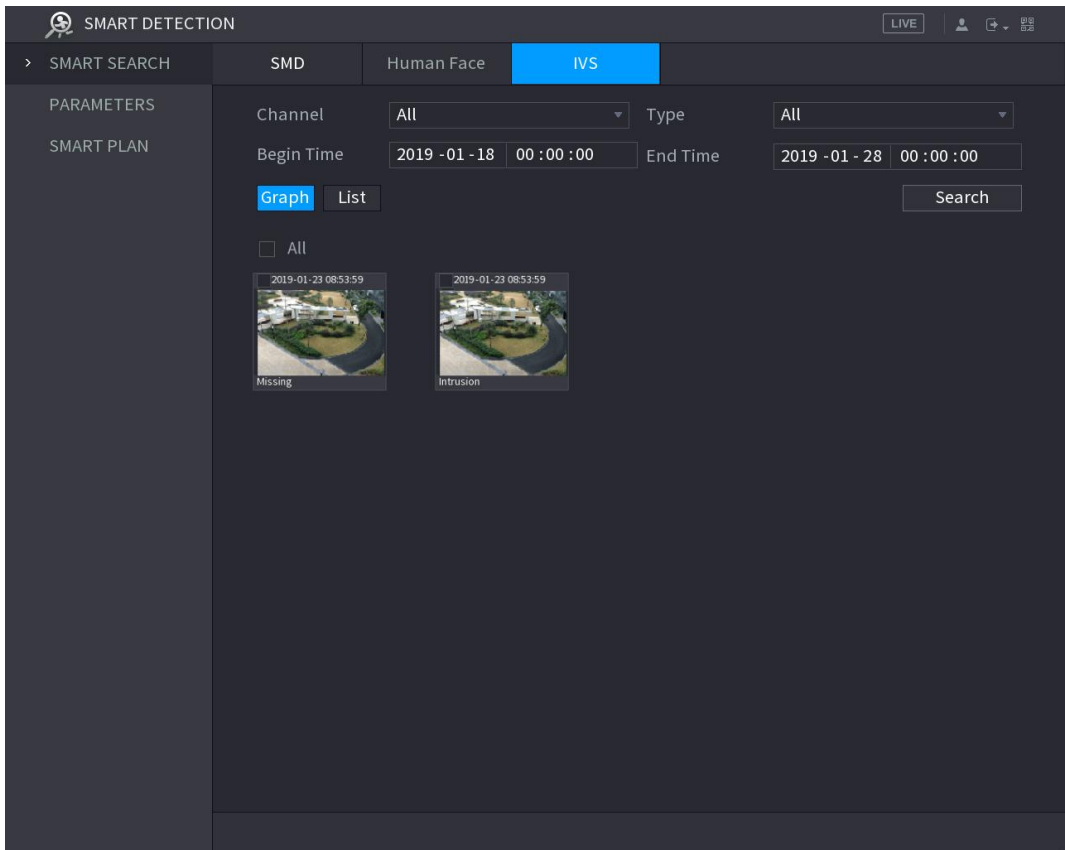 SMART DETECTION LIVE
SMART SEARCH SMD Human Face IVS
PARAMETERS
SMART PLAN
Channel All Type All
Begin Time 2019 -01 -18 00 :00 :00 End Time 2019 -01 - 28 00 :00 :00
Graph List Search
All
2019-01-23 08:53:59 2019-01-23 08:53:59
Missing Intrusion